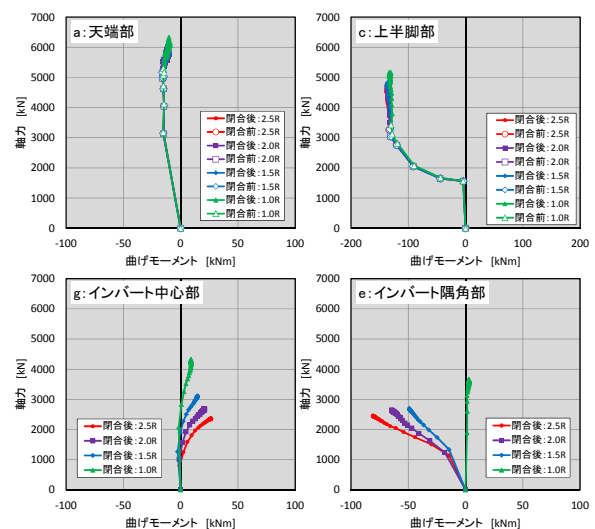 a：天端部
7000
6000
5000
4000
3000
2000
1000
0
軸力 [kN]
-100
-50
0
50
100
曲げモーメント [kNm]
閉合後：2.5R
閉合前：2.5R
閉合後：2.0R
閉合前：2.0R
閉合後：1.5R
閉合前：1.5R
閉合後：1.0R
閉合前：1.0R
c：上半脚部
7000
6000
5000
4000
3000
2000
1000
0
軸力 [kN]
-200
-100
0
100
200
曲げモーメント [kNm]
閉合後：2.5R
閉合前：2.5R
閉合後：2.0R
閉合前：2.0R
閉合後：1.5R
閉合前：1.5R
閉合後：1.0R
閉合前：1.0R
g：インバート中心部
7000
6000
5000
4000
3000
2000
1000
0
軸力 [kN]
-100
-50
0
50
100
曲げモーメント [kNm]
閉合後：2.5R
閉合後：2.0R
閉合後：1.5R
閉合後：1.0R
e：インバート隅角部
7000
6000
5000
4000
3000
2000
1000
0
軸力 [kN]
-100
-50
0
50
100
曲げモーメント [kNm]
閉合後：2.5R
閉合後：2.0R
閉合後：1.5R
閉合後：1.0R